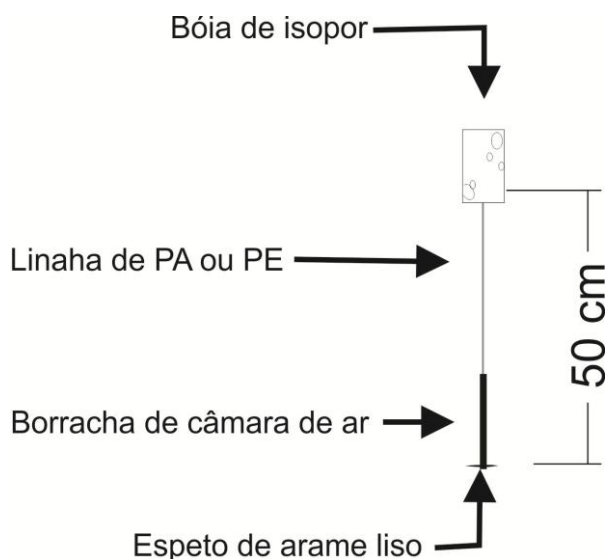 Bóia de isopor
Linaha de PA ou PE
50 cm
Borracha de câmara de ar
Espeto de arame liso